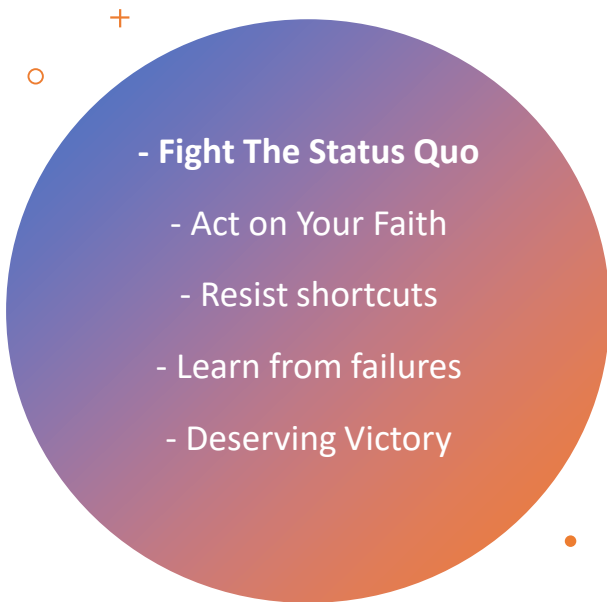 - Fight The Status Quo
- Act on Your Faith
- Resist shortcuts
- Learn from failures
- Deserving Victory